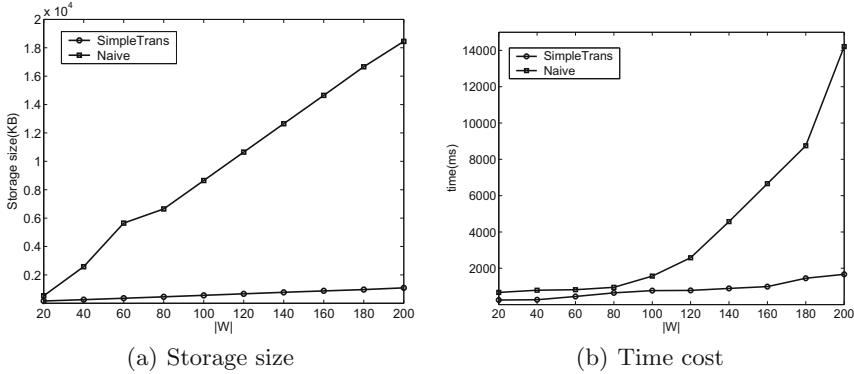 2 x 10^4
SimpleTrans
Naive
1.8
1.6
1.4
1.2
1
0.8
0.6
0.4
0.2
Storage size(KB)
20 40 60 80 100 120 140 160 180 200
|W|
(a) Storage size
SimpleTrans
Naive
14000
12000
10000
8000
6000
4000
2000
time(ms)
20 40 60 80 100 120 140 160 180 200
|W|
(b) Time cost